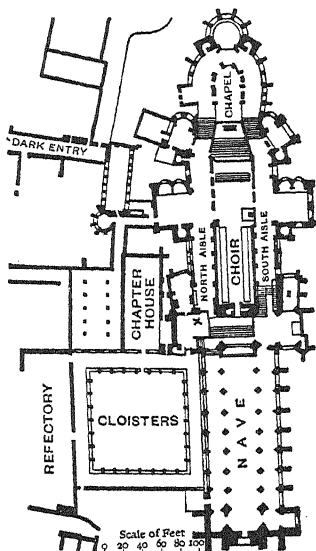 CHAPEL
DARK ENTRY
NORTH AISLE
CHOIR
SOUTH AISLE
CHAPTER
HOUSE
X
REFECTORY
CLOISTERS
NAVE
Scale of Feet
0 20 40 60 80 100